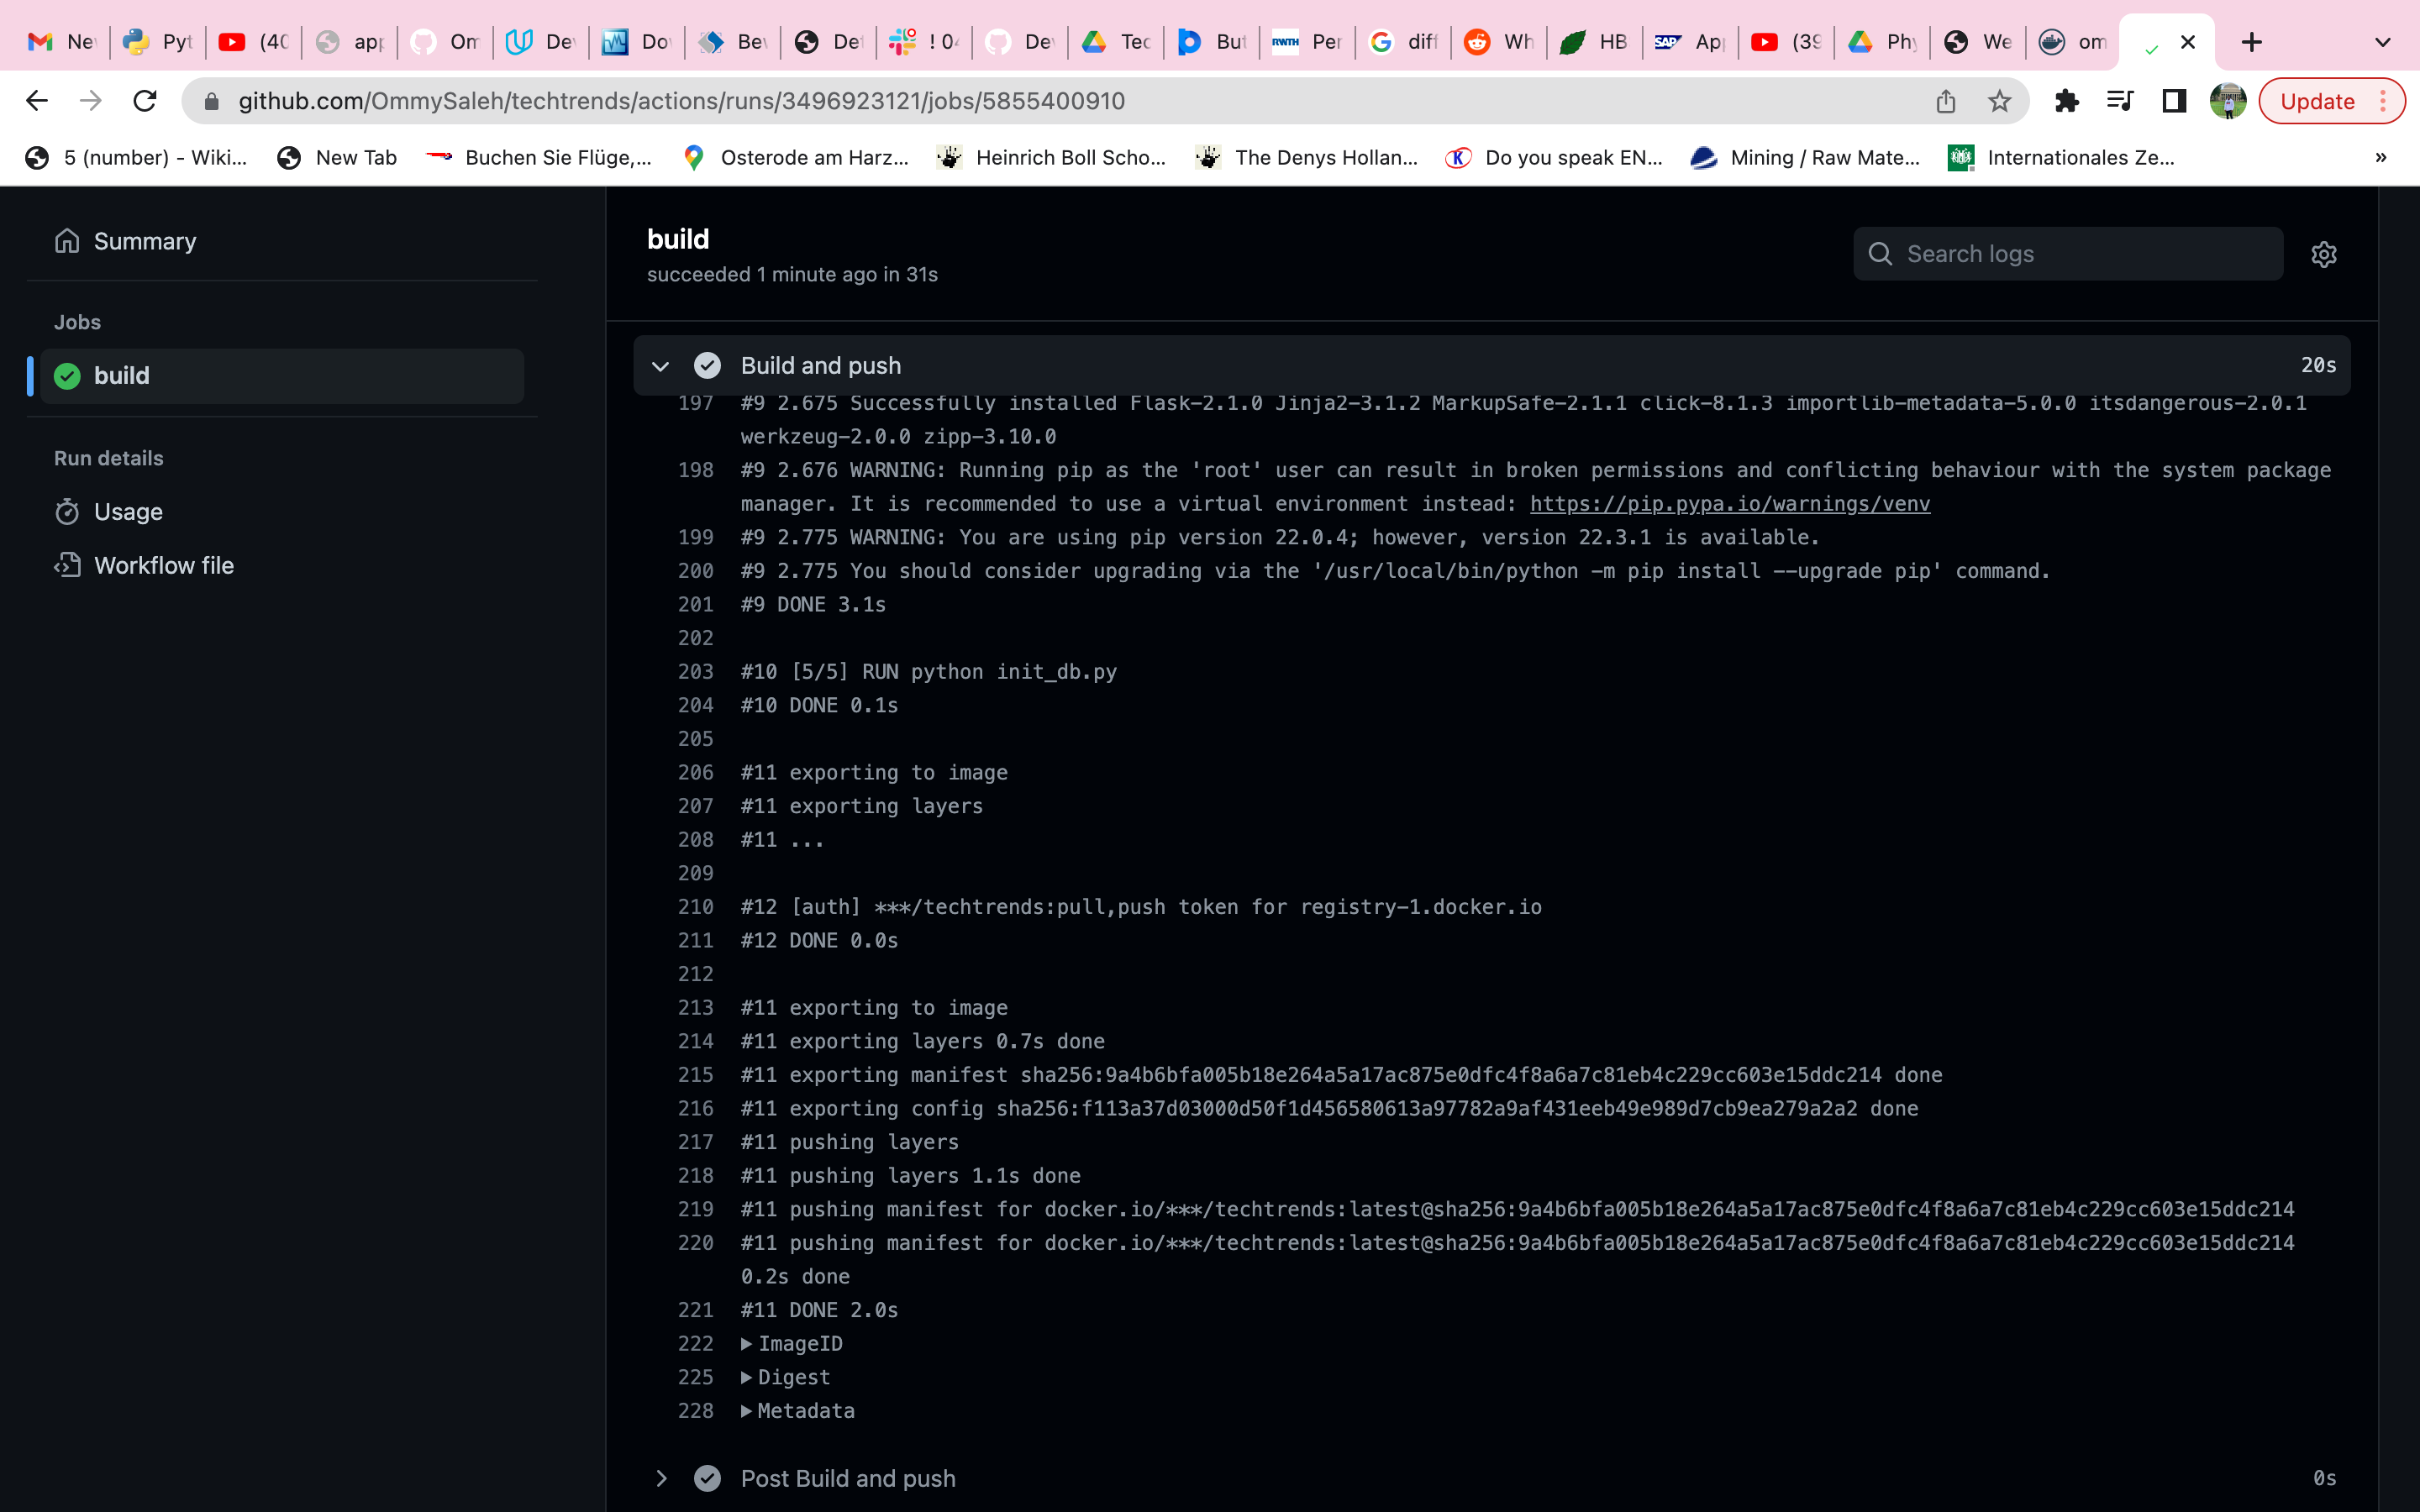 Ne
Pyt
(40
app
Om
De
Do
Be
De
! 04
De
Tec
But
RWTH Per
diff
Wh
HB
SAP Ap
(39
Phy
We
om
github.com/OmmySaleh/techtrends/actions/runs/3496923121/jobs/5855400910
Update
5 (number) - Wiki...
New Tab
Buchen Sie Flüge,...
Osterode am Harz...
Heinrich Boll Scho...
The Denys Hollan...
Do you speak EN...
Mining / Raw Mate...
Internationales Ze...
»
Summary
Jobs
build
Run details
Usage
Workflow file
build
succeeded 1 minute ago in 31s
Search logs
Build and push 20s
197 #9 2.675 Successfully installed Flask-2.1.0 Jinja2-3.1.2 MarkupSafe-2.1.1 click-8.1.3 importlib-metadata-5.0.0 itsdangerous-2.0.1
werkzeug-2.0.0 zipp-3.10.0
198 #9 2.676 WARNING: Running pip as the 'root' user can result in broken permissions and conflicting behaviour with the system package
manager. It is recommended to use a virtual environment instead: https://pip.pypa.io/warnings/venv
199 #9 2.775 WARNING: You are using pip version 22.0.4; however, version 22.3.1 is available.
200 #9 2.775 You should consider upgrading via the '/usr/local/bin/python -m pip install --upgrade pip' command.
201 #9 DONE 3.1s
202
203 #10 [5/5] RUN python init_db.py
204 #10 DONE 0.1s
205
206 #11 exporting to image
207 #11 exporting layers
208 #11 ...
209
210 #12 [auth] ***/techtrends:pull,push token for registry-1.docker.io
211 #12 DONE 0.0s
212
213 #11 exporting to image
214 #11 exporting layers 0.7s done
215 #11 exporting manifest sha256:9a4b6bfa005b18e264a5a17ac875e0dfc4f8a6a7c81eb4c229cc603e15ddc214 done
216 #11 exporting config sha256:f113a37d03000d50f1d456580613a97782a9af431eeb49e989d7cb9ea279a2a2 done
217 #11 pushing layers
218 #11 pushing layers 1.1s done
219 #11 pushing manifest for docker.io/***/techtrends:latest@sha256:9a4b6bfa005b18e264a5a17ac875e0dfc4f8a6a7c81eb4c229cc603e15ddc214
220 #11 pushing manifest for docker.io/***/techtrends:latest@sha256:9a4b6bfa005b18e264a5a17ac875e0dfc4f8a6a7c81eb4c229cc603e15ddc214
0.2s done
221 #11 DONE 2.0s
222 ImageID
225 Digest
228 Metadata
Post Build and push 0s